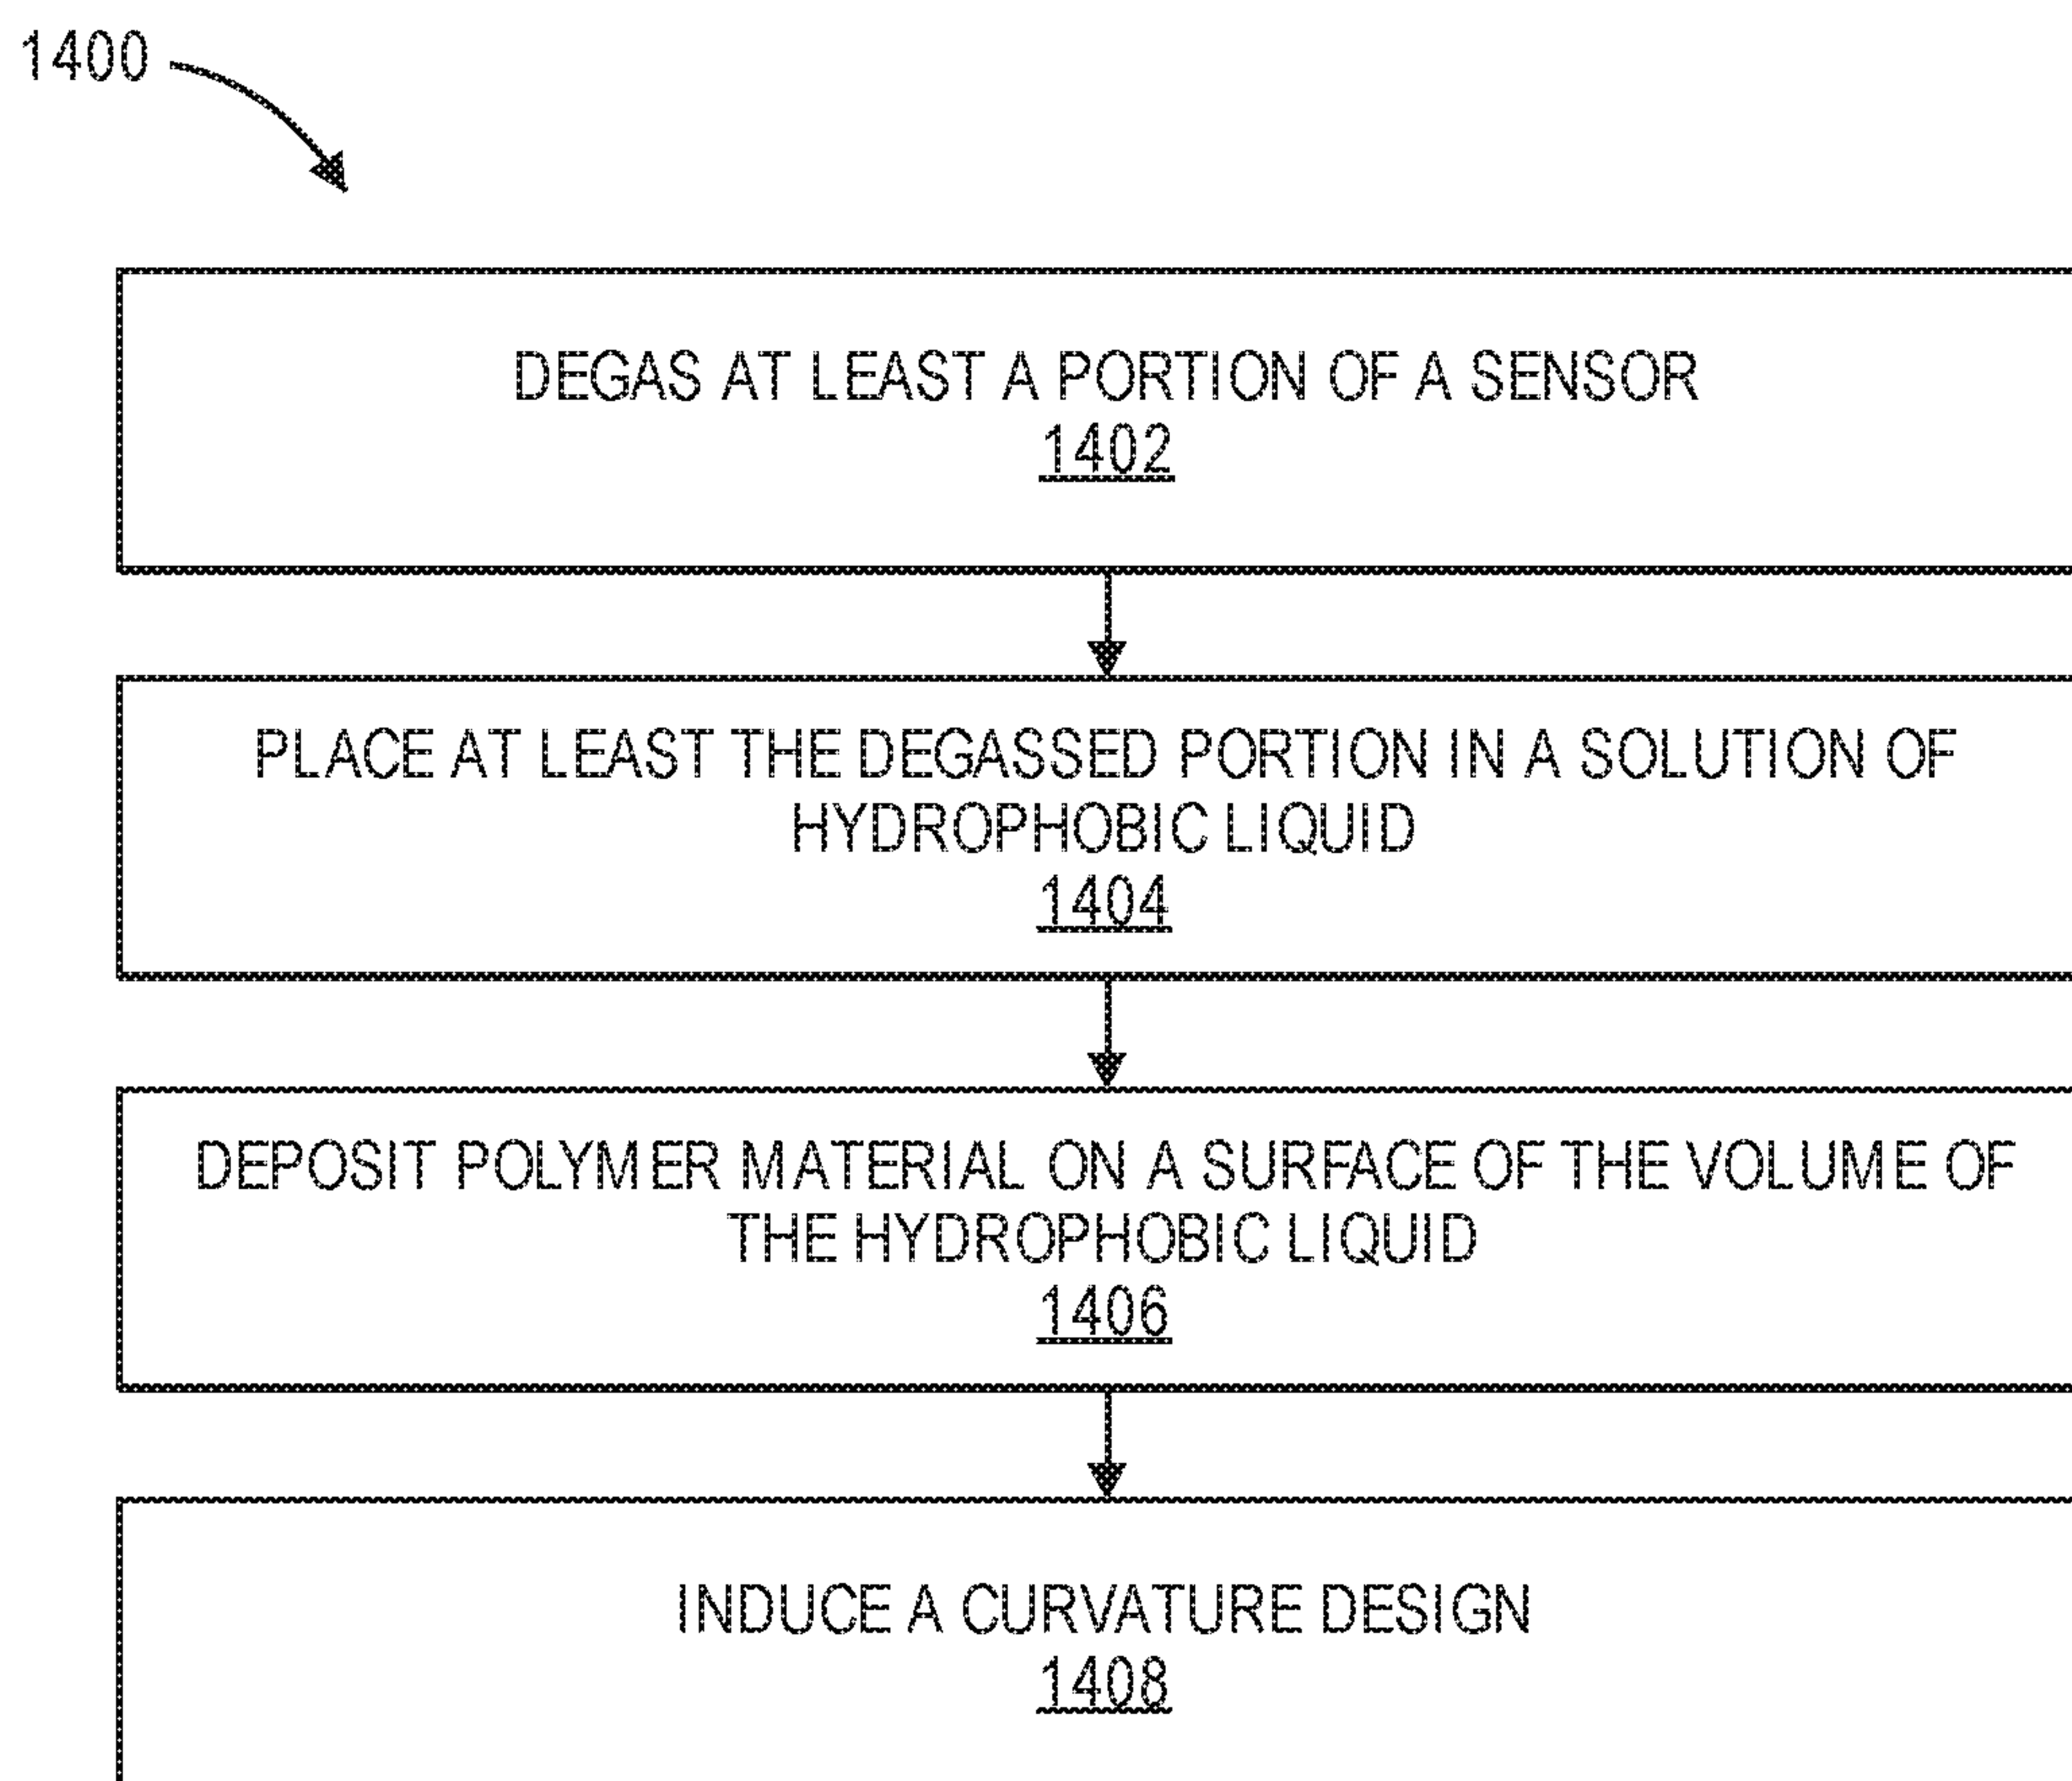 1400
DEGAS AT LEAST A PORTION OF A SENSOR
1402
PLACE AT LEAST THE DEGASSED PORTION IN A SOLUTION OF
HYDROPHOBIC LIQUID
1404
DEPOSIT POLYMER MATERIAL ON A SURFACE OF THE VOLUME OF
THE HYDROPHOBIC LIQUID
1406
INDUCE A CURVATURE DESIGN
1408